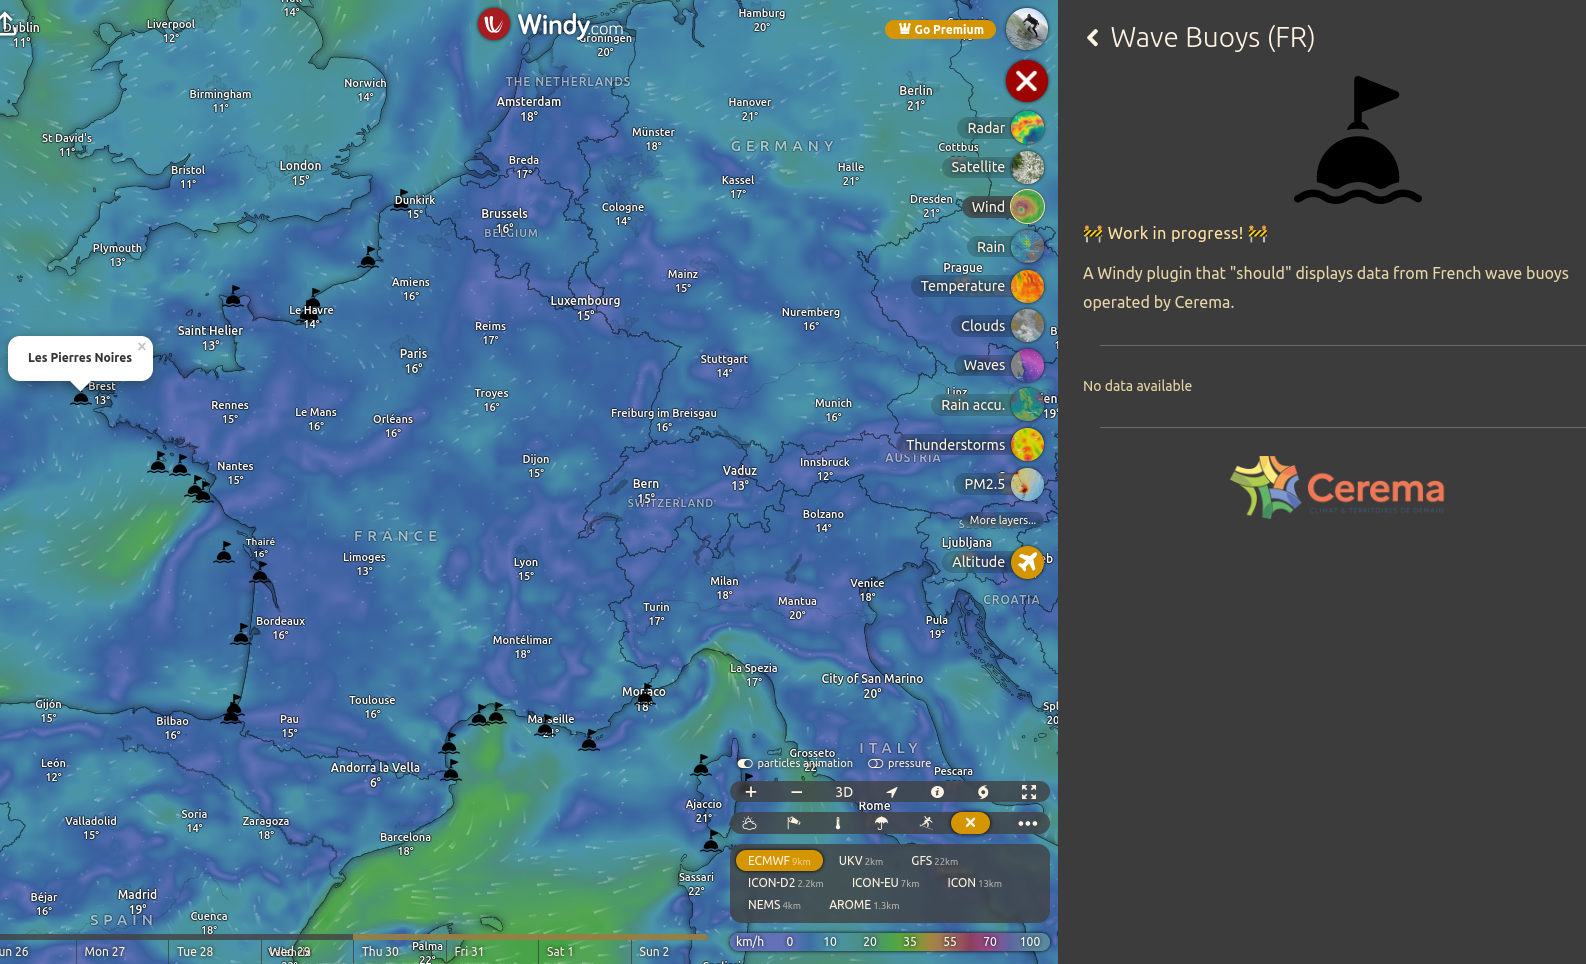 Windy.com
Go Premium
Dublin
11°
Liverpool
12°
14°
Hamburg
20°
Groningen
20°
THE NETHERLANDS
Norwich
14°
Birmingham
11°
Amsterdam
18°
Hanover
21°
Berlin
21°
Radar
St David's
11°
Münster
18°
GERMANY
Cottbus
Bristol
11°
London
15°
Breda
17°
Kassel
17°
Halle
21°
Satellite
Dunkirk
15°
Brussels
16°
BELGIUM
Cologne
14°
Dresden
21°
Wind
Plymouth
13°
Rain
Amiens
16°
Mainz
15°
Prague
Temperature
Le Havre
14°
Luxembourg
15°
Nuremberg
16°
Clouds
Saint Helier
13°
Reims
17°
Les Pierres Noires
×
Paris
16°
Stuttgart
14°
Waves
Brest
13°
Troyes
16°
Linz
Rain accu.
Rennes
15°
Le Mans
16°
Orléans
16°
Freiburg im Breisgau
16°
Munich
16°
19°
Thunderstorms
AUSTRIA
Nantes
15°
Dijon
15°
Bern
15°
SWITZERLAND
Vaduz
13°
Innsbruck
12°
PM2.5
Bolzano
14°
More layers...
FRANCE
Thairé
16°
Limoges
13°
Lyon
15°
Ljubljana
Altitude
Milan
18°
Venice
18°
CROATIA
Bordeaux
16°
Turin
17°
Mantua
20°
Pula
19°
Montélimar
18°
La Spezia
17°
City of San Marino
20°
Gijón
15°
Bilbao
16°
Toulouse
16°
Pau
15°
Marseille
21°
Monaco
18°
León
12°
Andorra la Vella
6°
Grosseto
22°
ITALY
Pescara
particles animation
pressure
3D
Ajaccio
21°
Rome
Valladolid
15°
Soria
14°
Zaragoza
18°
Barcelona
18°
Sassari
22°
Béjar
16°
Madrid
19°
SPAIN
Cuenca
18°
Palma
22°
ECMWF 9km
UKV 2km
GFS 22km
ICON-D2 2.2km
ICON-EU 7km
ICON 13km
NEMS 4km
AROME 1.3km
Mon 27
Tue 28
Wed 29
Thu 30
Fri 31
Sat 1
Sun 2
km/h 0 10 20 35 55 70 100
Wave Buoys (FR)
🚧 Work in progress! 🚧
A Windy plugin that "should" displays data from French wave buoys
operated by Cerema.
No data available
Cerema
CLIMAT & TERRITOIRES DE DEMAIN